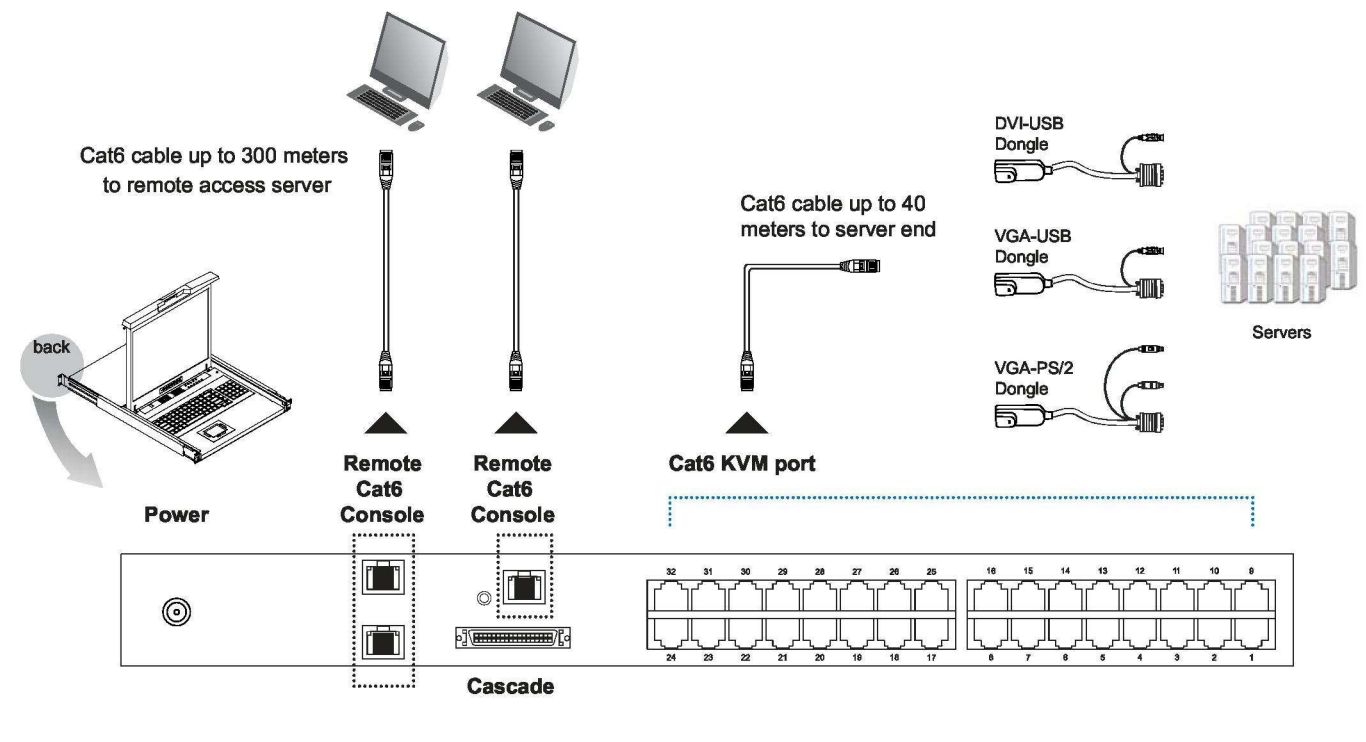 Cat6 cable up to 300 meters
to remote access server
Cat6 cable up to 40
meters to server end
DVI-USB
Dongle
VGA-USB
Dongle
VGA-PS/2
Dongle
Servers
back
Power
Remote
Cat6
Console
Remote
Cat6
Console
Cat6 KVM port
32 31 30 29 28 27 26 25 16 15 14 13 12 11 10 9
24 23 22 21 20 19 18 17 8 7 6 5 4 3 2 1
Cascade